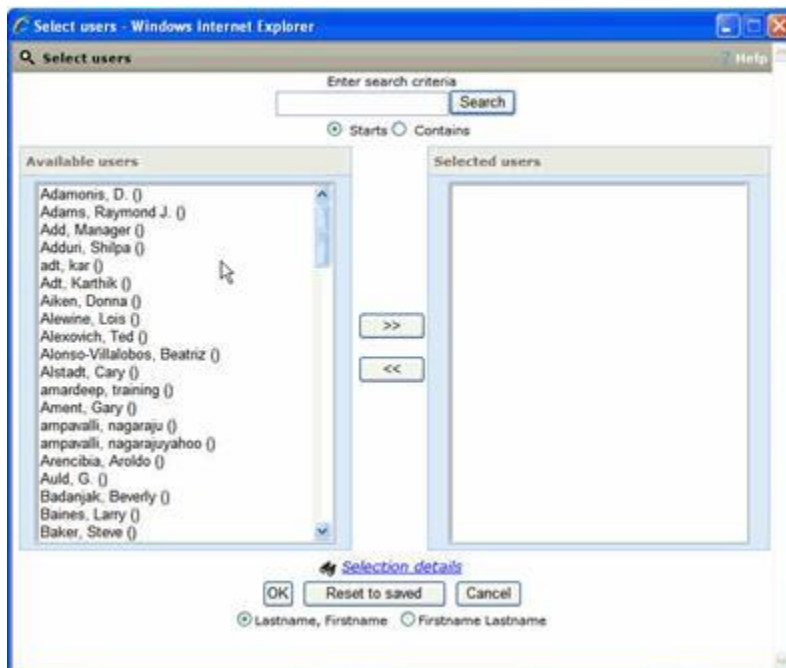 Select users - Windows Internet Explorer
Select users
? Help
Enter search criteria
Search
Starts Contains
Available users
Adamonis, D. ()
Adams, Raymond J. ()
Add, Manager ()
Adduri, Shilpa ()
adt, kar ()
Adt, Karthik ()
Aiken, Donna ()
Alewine, Lois ()
Alexovich, Ted ()
Alonso-Villalobos, Beatriz ()
Alstadt, Cary ()
amardeep, training ()
Ament, Gary ()
ampavalli, nagaraju ()
ampavalli, nagarajuyahoo ()
Arencibia, Aroldo ()
Auld, G. ()
Badanjak, Beverly ()
Baines, Larry ()
Baker, Steve ()
>>
<<
Selected users
Selection details
OK Reset to saved Cancel
Lastname, Firstname Firstname Lastname